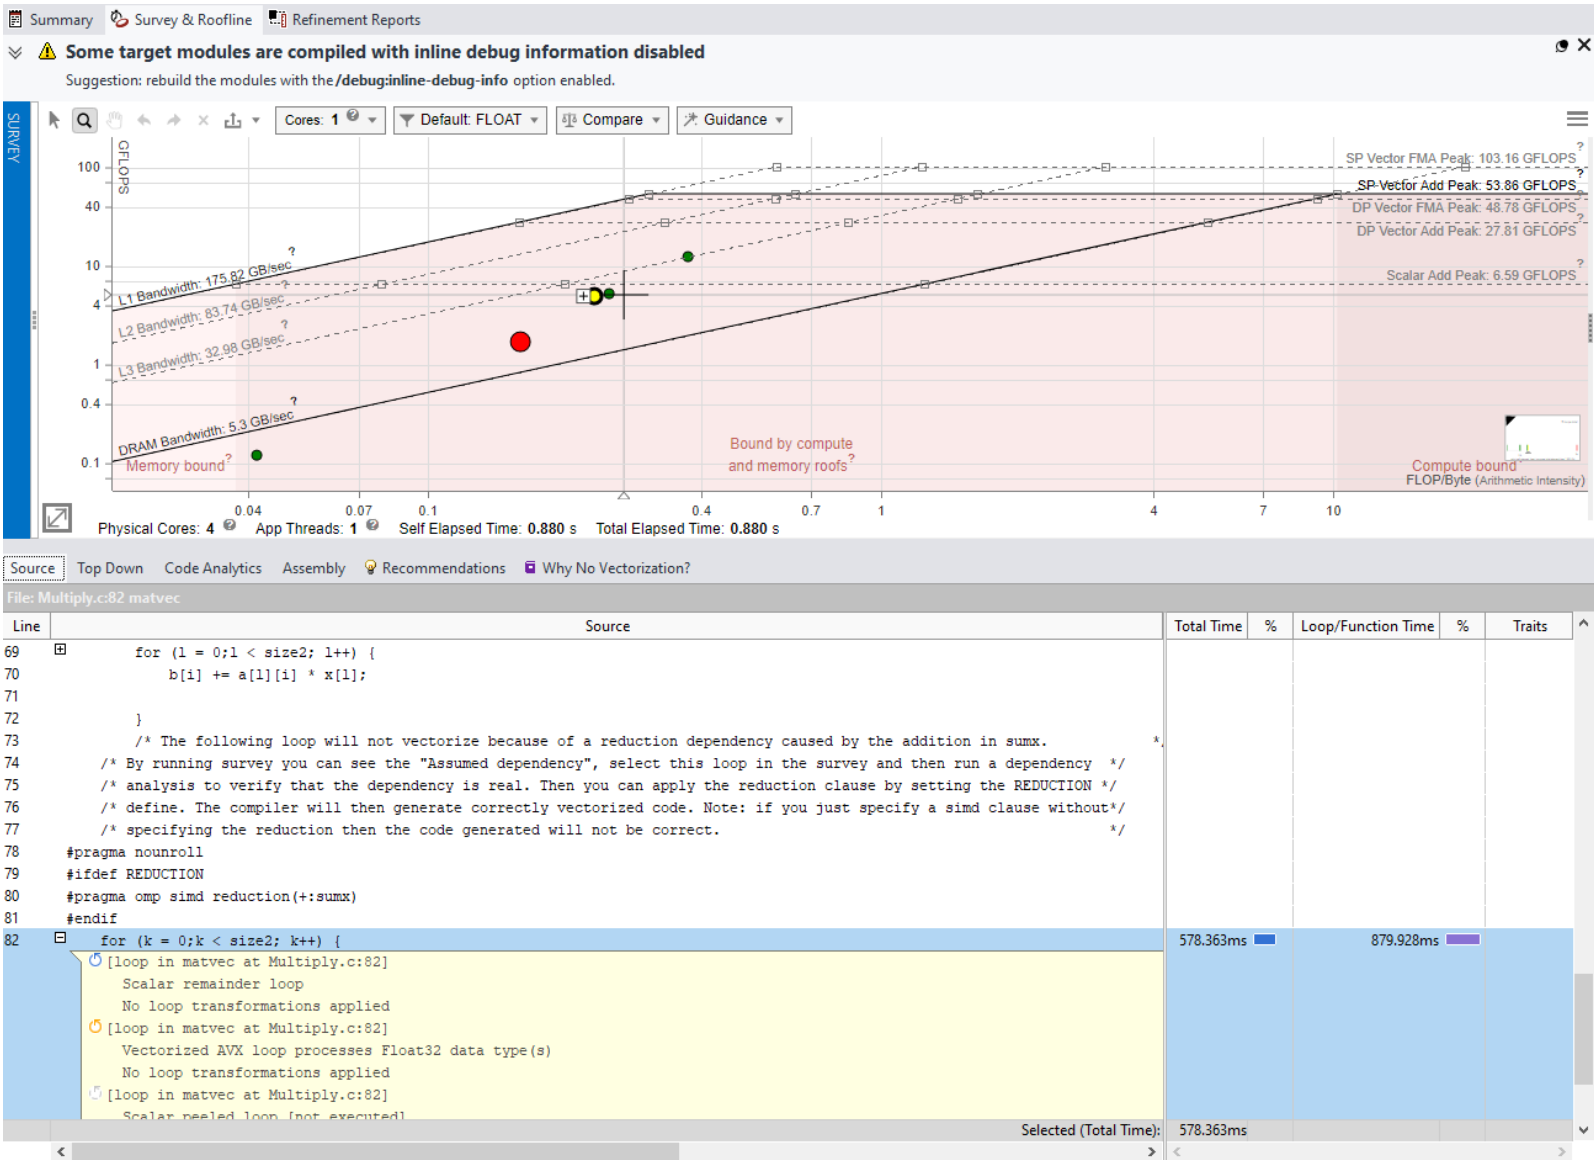 Summary Survey & Roofline Refinement Reports
Some target modules are compiled with inline debug information disabled
Suggestion: rebuild the modules with the /debug:inline-debug-info option enabled.
SURVEY
Cores: 1 ? Default: FLOAT Compare Guidance
GFLOPS
100
40
10
4
1
0.4
0.1
SP Vector FMA Peak: 103.16 GFLOPS ?
SP Vector Add Peak: 53.86 GFLOPS ?
DP Vector FMA Peak: 48.78 GFLOPS ?
DP Vector Add Peak: 27.81 GFLOPS ?
Scalar Add Peak: 6.59 GFLOPS ?
L1 Bandwidth: 175.82 GB/sec ?
L2 Bandwidth: 83.74 GB/sec ?
L3 Bandwidth: 32.98 GB/sec ?
DRAM Bandwidth: 5.3 GB/sec ?
Memory bound ?
Bound by compute
and memory roofs ?
Compute bound ?
FLOP/Byte (Arithmetic Intensity)
0.04 0.07 0.1 0.4 0.7 1 4 7 10
Physical Cores: 4 ? App Threads: 1 ? Self Elapsed Time: 0.880 s Total Elapsed Time: 0.880 s
Source Top Down Code Analytics Assembly Recommendations Why No Vectorization?
File: Multiply.c:82 matvec
Line Source Total Time % Loop/Function Time % Traits
69 for (l = 0;l < size2; l++) {
70 b[i] += a[l][i] * x[l];
71
72 }
73 /* The following loop will not vectorize because of a reduction dependency caused by the addition in sumx. *
74 /* By running survey you can see the "Assumed dependency", select this loop in the survey and then run a dependency */
75 /* analysis to verify that the dependency is real. Then you can apply the reduction clause by setting the REDUCTION */
76 /* define. The compiler will then generate correctly vectorized code. Note: if you just specify a simd clause without*/
77 /* specifying the reduction then the code generated will not be correct. */
78 #pragma nounroll
79 #ifdef REDUCTION
80 #pragma omp simd reduction(+:sumx)
81 #endif
82 for (k = 0;k < size2; k++) { 578.363ms 879.928ms
[loop in matvec at Multiply.c:82]
Scalar remainder loop
No loop transformations applied
[loop in matvec at Multiply.c:82]
Vectorized AVX loop processes Float32 data type(s)
No loop transformations applied
[loop in matvec at Multiply.c:82]
Scalar peeled loop [not executed]
Selected (Total Time): 578.363ms